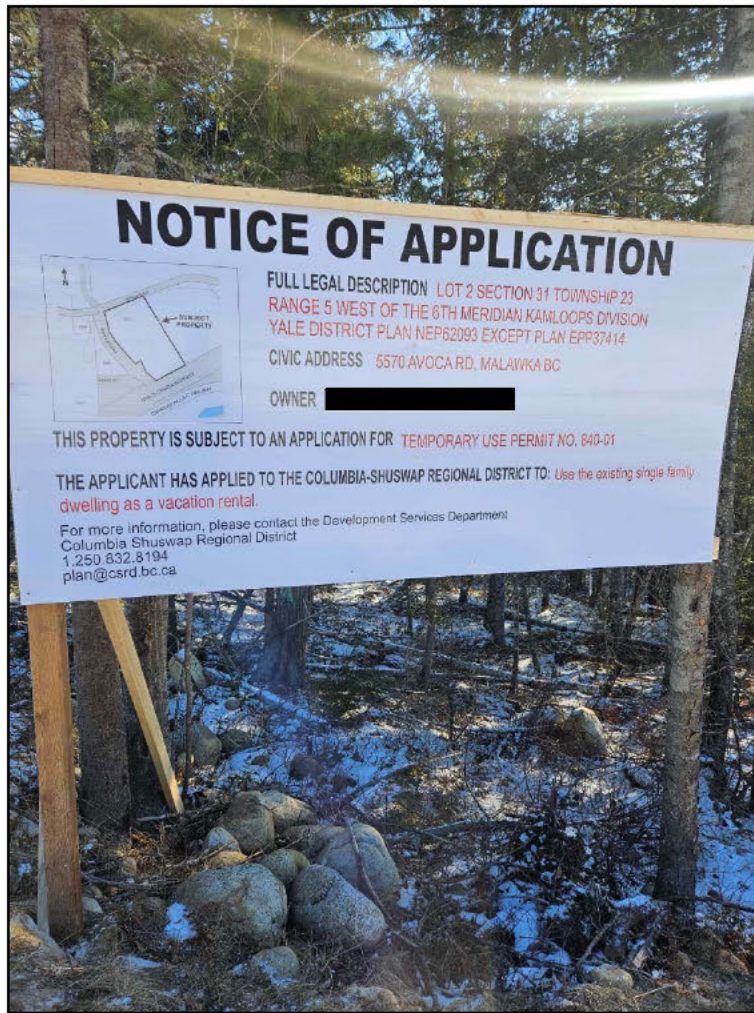 NOTICE OF APPLICATION
N
SUBJECT
PROPERTY
FULL LEGAL DESCRIPTION LOT 2 SECTION 31 TOWNSHIP 23
RANGE 5 WEST OF THE 6TH MERIDIAN KAMLOOPS DIVISION
YALE DISTRICT PLAN NEP62093 EXCEPT PLAN EPP37414
CIVIC ADDRESS 5570 AVOCA RD, MALAWKA BC
OWNER
THIS PROPERTY IS SUBJECT TO AN APPLICATION FOR TEMPORARY USE PERMIT NO. 840-01
THE APPLICANT HAS APPLIED TO THE COLUMBIA-SHUSWAP REGIONAL DISTRICT TO: Use the existing single family
dwelling as a vacation rental.
For more information, please contact the Development Services Department
Columbia Shuswap Regional District
1.250.832.8194
plan@csrd.bc.ca